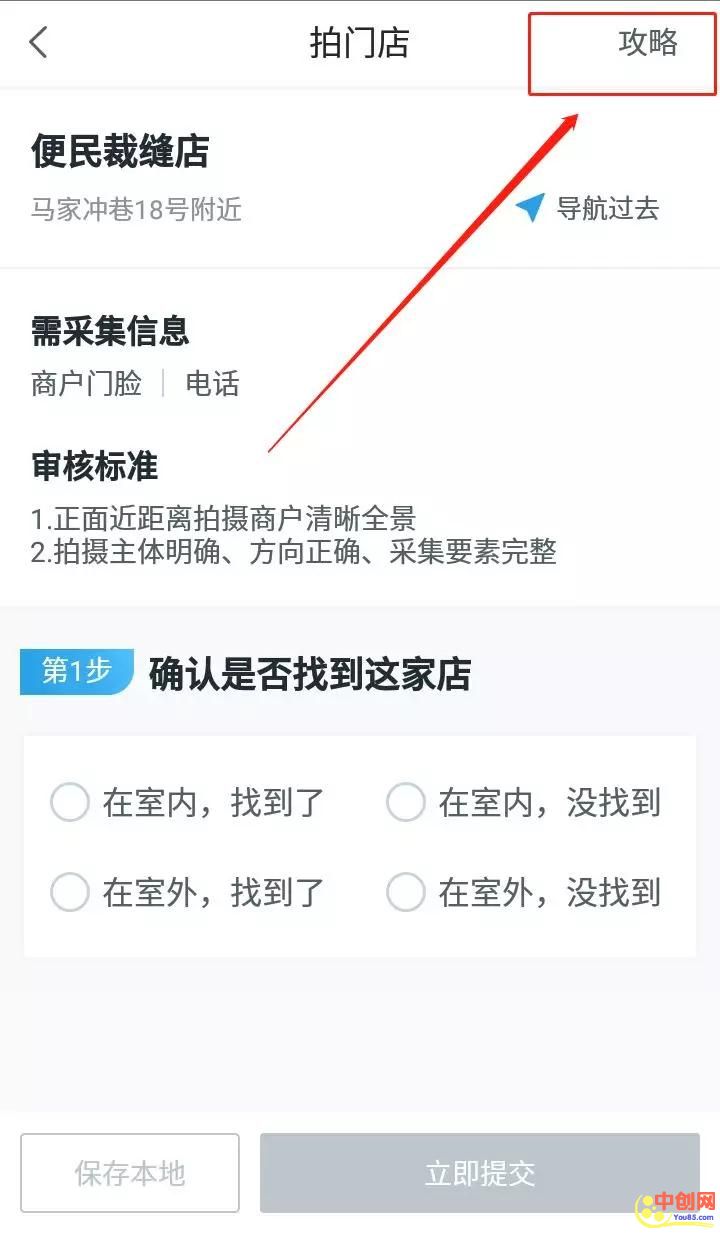 拍门店
攻略
便民裁缝店
马家冲巷18号附近
导航过去
需采集信息
商户门脸 | 电话
审核标准
1.正面近距离拍摄商户清晰全景
2.拍摄主体明确、方向正确、采集要素完整
第1步 确认是否找到这家店
在室内，找到了 在室内，没找到
在室外，找到了 在室外，没找到
保存本地 立即提交
中创网
You85.com